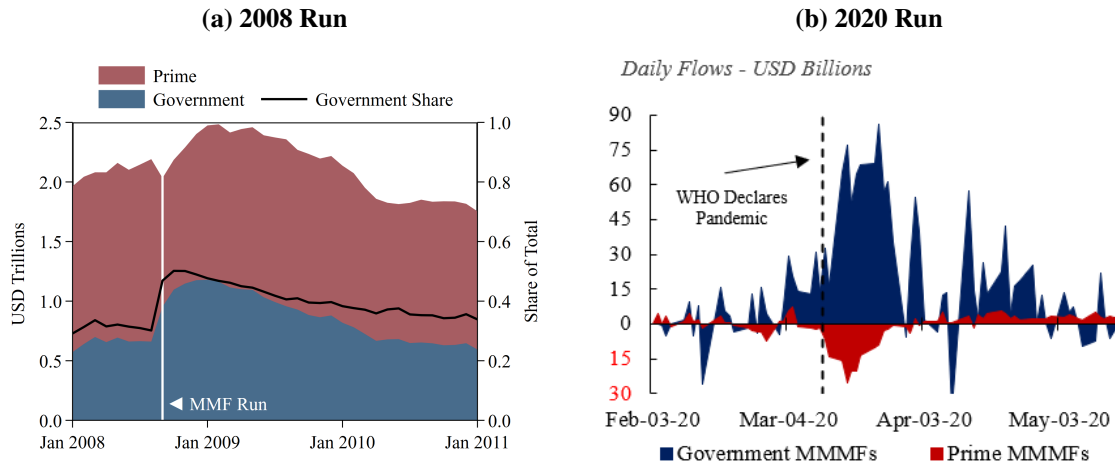 (a) 2008 Run
Prime
Government
Government Share
2.5
2.0
1.5
1.0
0.5
0.0
USD Trillions
1.0
0.8
0.6
0.4
0.2
0.0
Share of Total
◄ MMF Run
Jan 2008
Jan 2009
Jan 2010
Jan 2011
(b) 2020 Run
Daily Flows - USD Billions
90
75
60
45
30
15
0
15
30
WHO Declares
Pandemic
Feb-03-20
Mar-04-20
Apr-03-20
May-03-20
Government MMMFs
Prime MMMFs